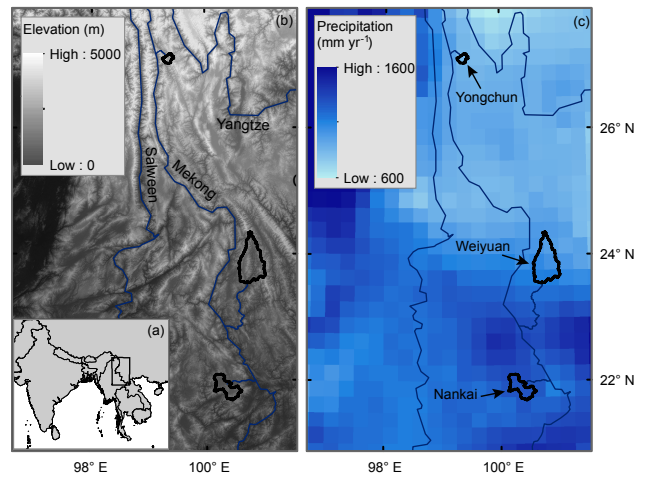 (b)
Elevation (m)
High : 5000
Low : 0
Yangtze
Salween
Mekong
(a)
98° E
100° E
(c)
Precipitation
(mm yr⁻¹)
High : 1600
Low : 600
Yongchun
Weiyuan
Nankai
26° N
24° N
22° N
98° E
100° E